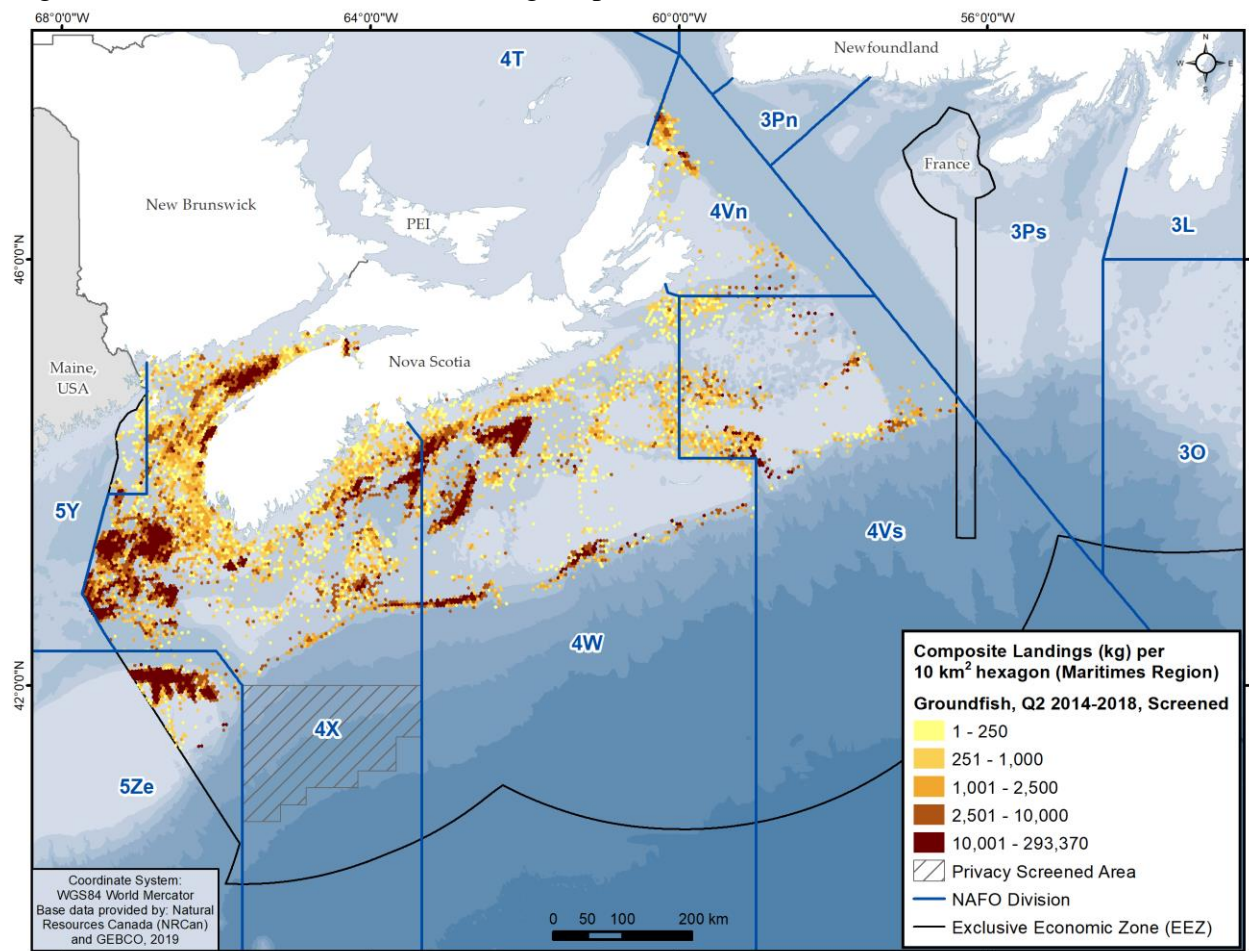 68°0'0"W 64°0'0"W 60°0'0"W 56°0'0"W
46°0'0"N
42°0'0"N
N
W E
S
Newfoundland
4T
3Pn
France
New Brunswick
PEI
4Vn
3Ps
3L
Maine,
USA
Nova Scotia
3O
5Y
4Vs
4W
4X
5Ze
Composite Landings (kg) per
10 km² hexagon (Maritimes Region)
Groundfish, Q2 2014-2018, Screened
1 - 250
251 - 1,000
1,001 - 2,500
2,501 - 10,000
10,001 - 293,370
Privacy Screened Area
NAFO Division
Exclusive Economic Zone (EEZ)
Coordinate System:
WGS84 World Mercator
Base data provided by: Natural
Resources Canada (NRCan)
and GEBCO, 2019
0 50 100 200 km